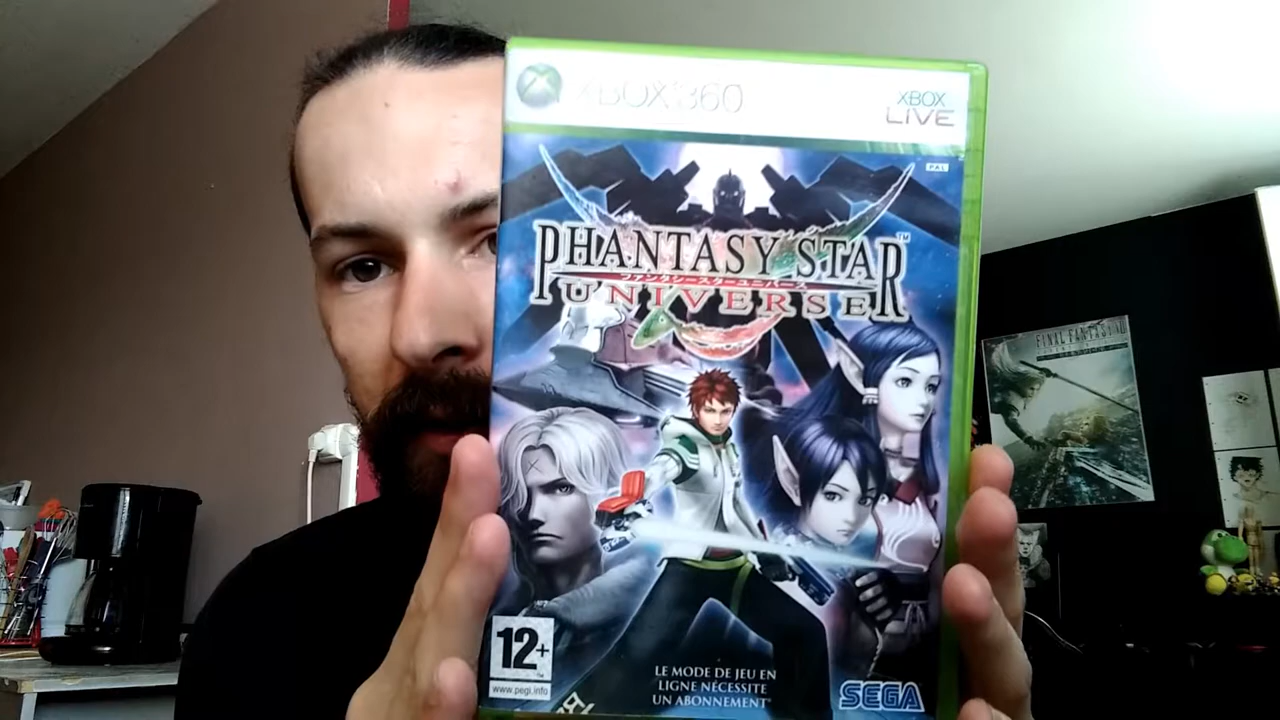 XBOX 360
XBOX
LIVE
PAL
PHANTASY STAR™
ファンタシースターユニバース
UNIVERSE
12+
www.pegi.info
LE MODE DE JEU EN
LIGNE NÉCESSITE
UN ABONNEMENT*
SEGA
FINAL FANTASY VII